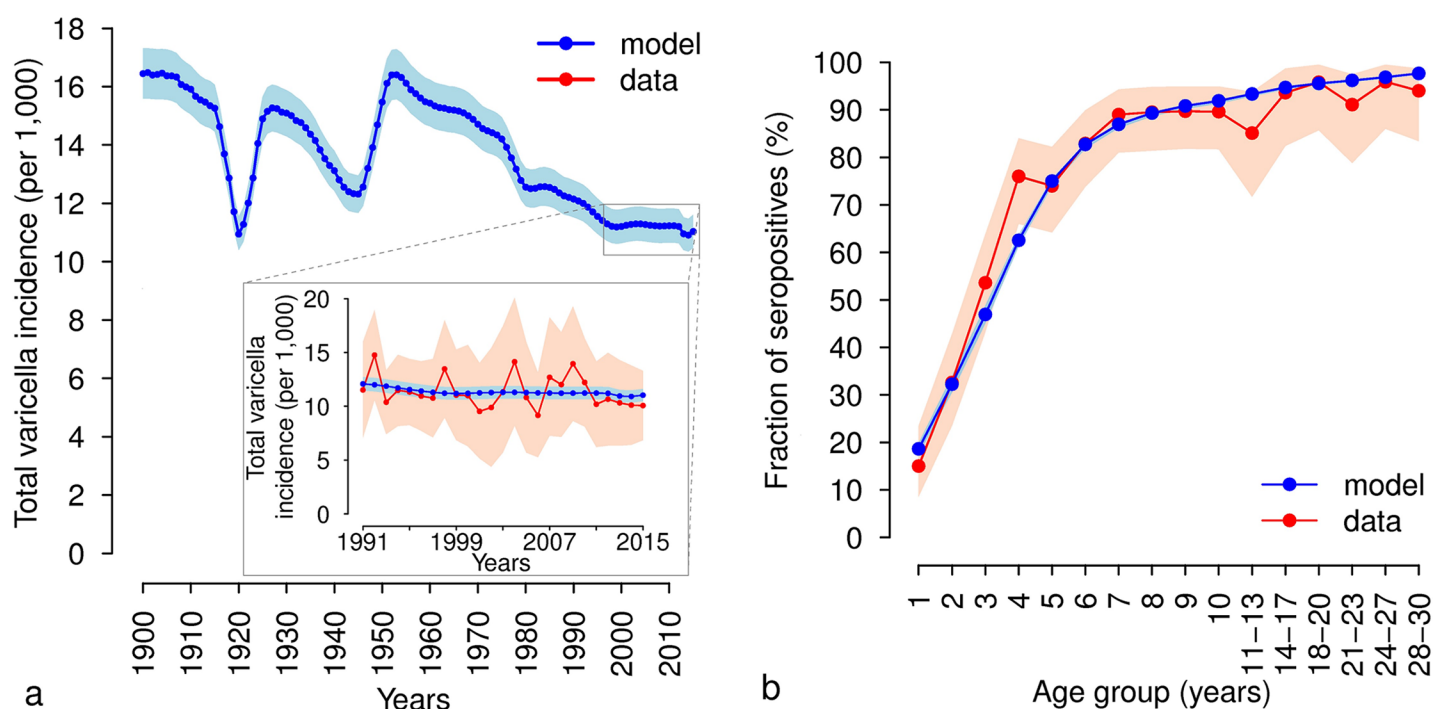 18
16
14
12
10
8
6
4
2
0
Total varicella incidence (per 1,000)
model
data
20
15
10
5
0
Total varicella
incidence (per 1,000)
1991 1999 2007 2015
Years
1900 1910 1920 1930 1940 1950 1960 1970 1980 1990 2000 2010
Years
a
100
90
80
70
60
50
40
30
20
10
0
Fraction of seropositives (%)
model
data
1 2 3 4 5 6 7 8 9 10 11–13 14–17 18–20 21–23 24–27 28–30
Age group (years)
b